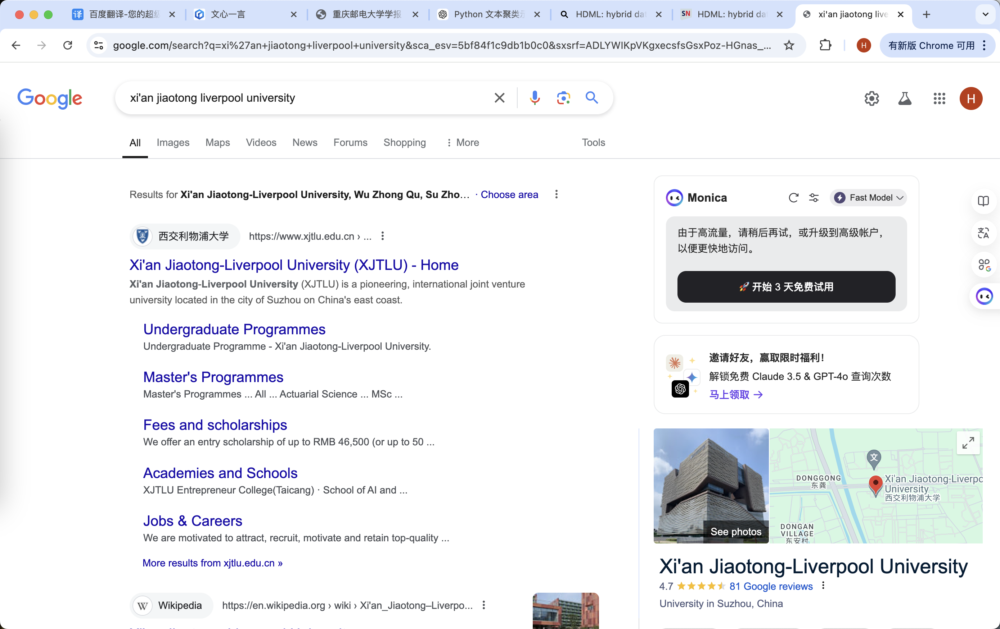 百度翻译-您的超级
文心一言
重庆邮电大学学报
Python 文本聚类示
HDML: hybrid dat
SN HDML: hybrid da
xi'an jiaotong live
google.com/search?q=xi%27an+jiaotong+liverpool+university&sca_esv=5bf84f1c9db1b0c0&sxsrf=ADLYWIKpVKgxecsfsGsxPoz-HGnas_...
H
有新版 Chrome 可用
Google
xi'an jiaotong liverpool university
H
All Images Maps Videos News Forums Shopping More Tools
Results for Xi'an Jiaotong-Liverpool University, Wu Zhong Qu, Su Zho... · Choose area
西交利物浦大学 https://www.xjtlu.edu.cn › ...
Xi'an Jiaotong-Liverpool University (XJTLU) - Home
Xi'an Jiaotong-Liverpool University (XJTLU) is a pioneering, international joint venture
university located in the city of Suzhou on China's east coast.
Undergraduate Programmes
Undergraduate Programme - Xi'an Jiaotong-Liverpool University.
Master's Programmes
Master's Programmes ... All ... Actuarial Science ... MSc ...
Fees and scholarships
We offer an entry scholarship of up to RMB 46,500 (or up to 50 ...
Academies and Schools
XJTLU Entrepreneur College(Taicang) · School of AI and ...
Jobs & Careers
We are motivated to attract, recruit, motivate and retain top-quality ...
More results from xjtlu.edu.cn »
W Wikipedia https://en.wikipedia.org › wiki › Xi'an_Jiaotong–Liverpo...
Monica
Fast Model
由于高流量，请稍后再试，或升级到高级帐户，
以便更快地访问。
🚀 开始 3 天免费试用
邀请好友，赢取限时福利！
解锁免费 Claude 3.5 & GPT-4o 查询次数
马上领取 →
See photos
文
DONGGONG
东龚
Xi'an Jiaotong-Liverpo
University
西交利物浦大学
DONGAN
VILLAGE
东安村
Xi'an Jiaotong-Liverpool University
4.7 81 Google reviews
University in Suzhou, China